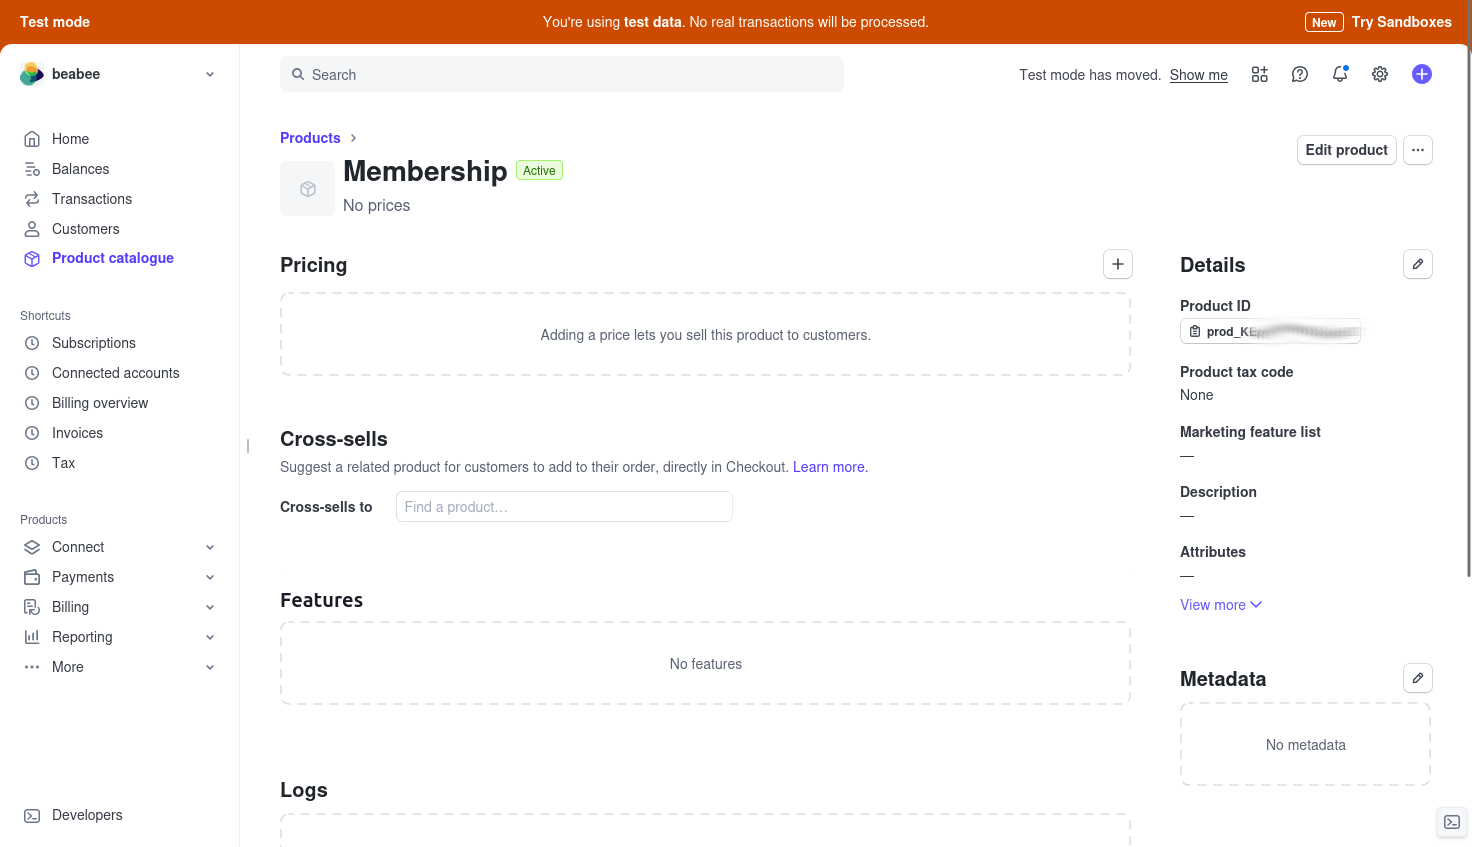 Test mode
You're using test data. No real transactions will be processed.
New Try Sandboxes
beabee
Search
Test mode has moved. Show me
Home
Balances
Transactions
Customers
Product catalogue
Shortcuts
Subscriptions
Connected accounts
Billing overview
Invoices
Tax
Products
Connect
Payments
Billing
Reporting
More
Developers
Products
Membership Active
No prices
Edit product
Pricing
Adding a price lets you sell this product to customers.
Cross-sells
Suggest a related product for customers to add to their order, directly in Checkout. Learn more.
Cross-sells to Find a product…
Features
No features
Logs
Details
Product ID
Product tax code
None
Marketing feature list
—
Description
—
Attributes
—
View more
Metadata
No metadata